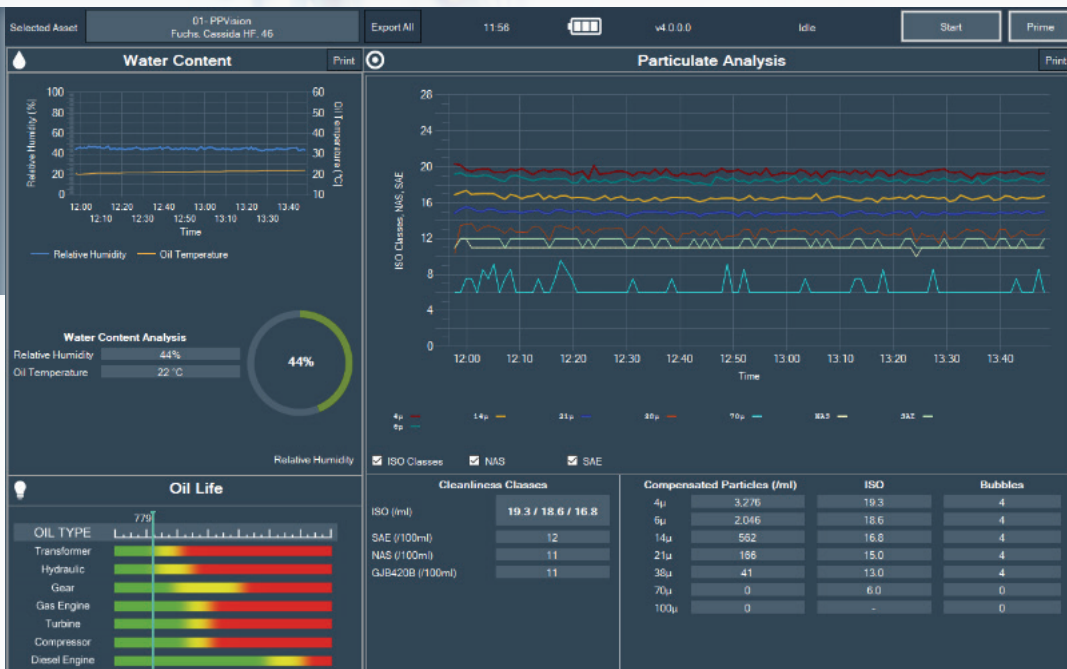 Selected Asset
01- PPVision
Fuchs, Cassida HF, 46
Export All
11:56
v4.0.0.0
Idle
Start
Prime
Water Content
Print
100
80
60
40
20
0
Relative Humidity (%)
60
50
40
30
20
10
Oil Temperature (°C)
12.00 12.20 12.40 13.00 13.20 13.40
12.10 12.30 12.50 13.10 13.30
Time
Relative Humidity
Oil Temperature
Water Content Analysis
Relative Humidity 44%
Oil Temperature 22 °C
44%
Relative Humidity
Oil Life
779
OIL TYPE
Transformer
Hydraulic
Gear
Gas Engine
Turbine
Compressor
Diesel Engine
Particulate Analysis
Print
28
24
20
16
12
8
4
0
ISO Classes, NAS, SAE
12:00 12:10 12:20 12:30 12:40 12:50 13:00 13:10 13:20 13:30 13:40
Time
4μ 14μ 21μ 38μ 70μ NAS SAE
6μ
ISO Classes NAS SAE
Cleanliness Classes
ISO (/ml) 19.3 / 18.6 / 16.8
SAE (/100ml) 12
NAS (/100ml) 11
GJB420B (/100ml) 11
Compensated Particles (/ml) ISO Bubbles
4μ 3,276 19.3 4
6μ 2,046 18.6 4
14μ 562 16.8 4
21μ 166 15.0 4
38μ 41 13.0 4
70μ 0 6.0 0
100μ 0 - 0